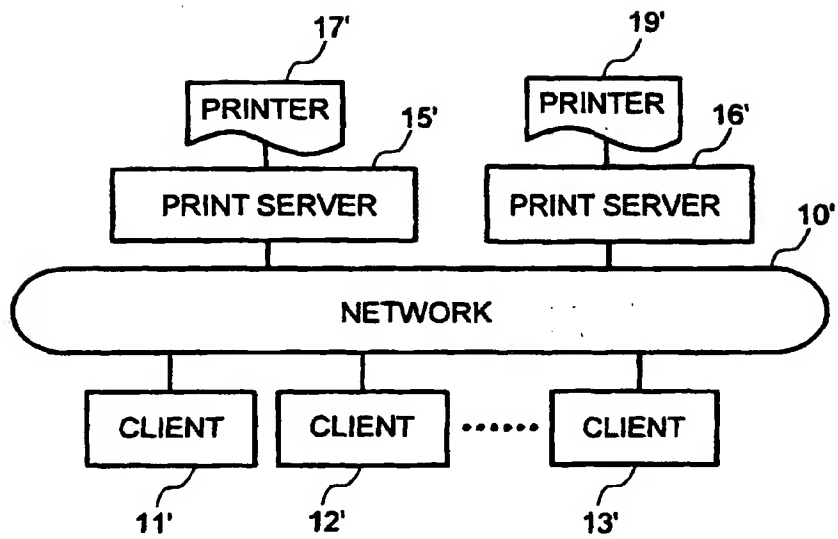 17' 19'
PRINTER PRINTER
15' 16'
PRINT SERVER PRINT SERVER
10'
NETWORK
CLIENT CLIENT CLIENT
11' 12' 13'